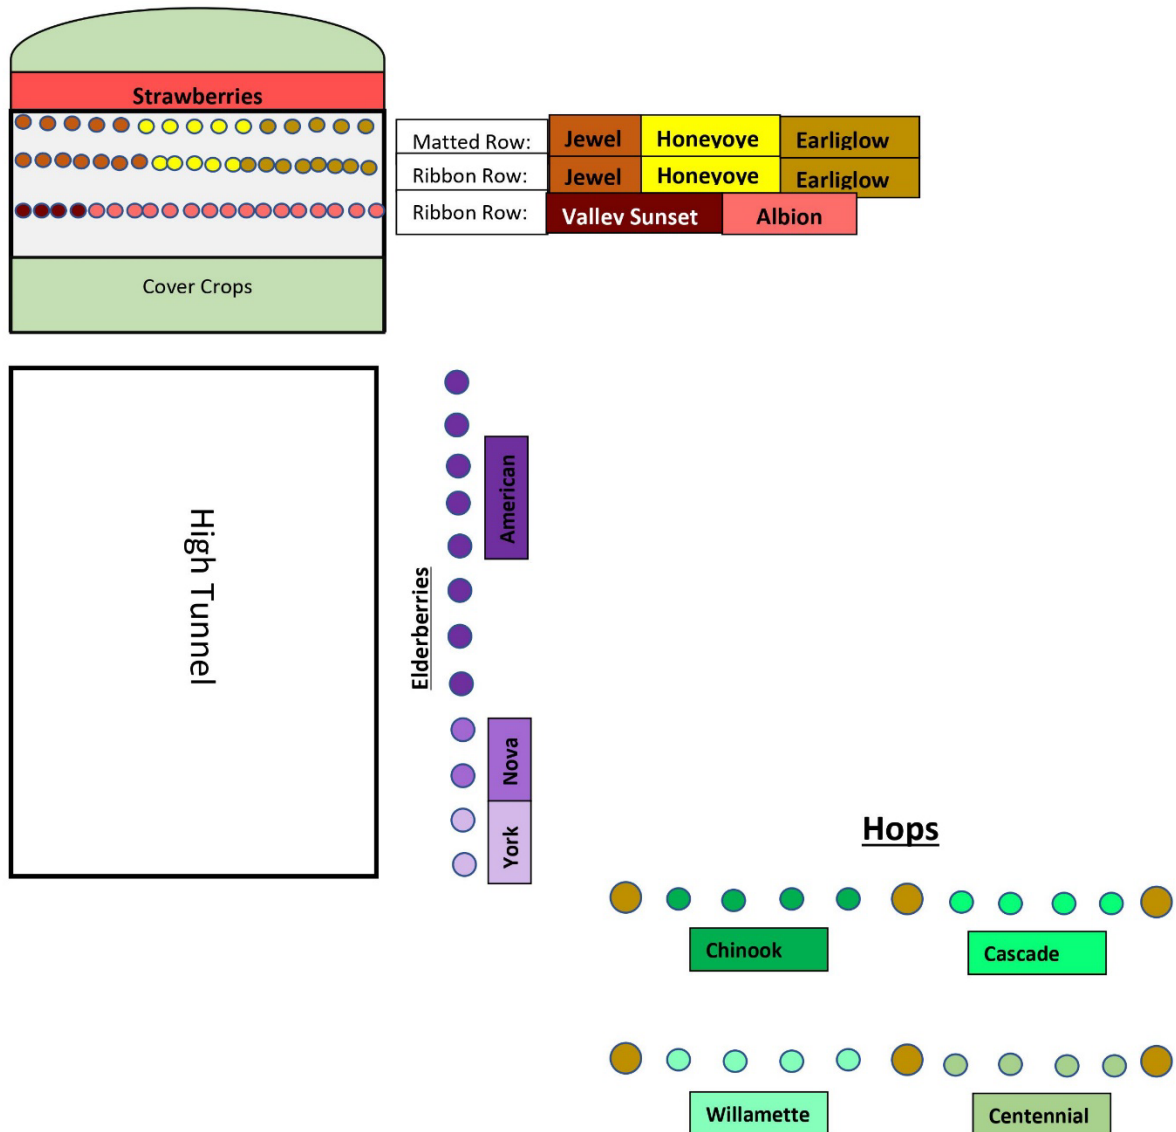 Strawberries
Matted Row: Jewel Honeyoye Earliglow
Ribbon Row: Jewel Honeyoye Earliglow
Ribbon Row: Valley Sunset Albion
Cover Crops
High Tunnel
Elderberries
American
Nova
York
Hops
Chinook Cascade
Willamette Centennial